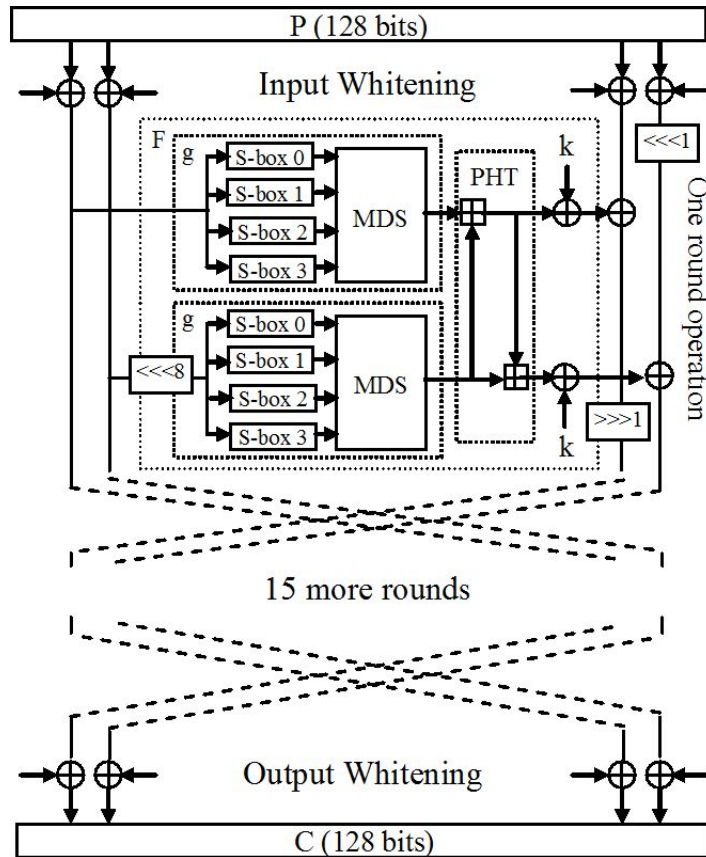 P (128 bits)
Input Whitening
<<<1
F
g
S-box 0
S-box 1
S-box 2
S-box 3
MDS
PHT
k
One round operation
g
<<<8
S-box 0
S-box 1
S-box 2
S-box 3
MDS
k
>>>1
15 more rounds
Output Whitening
C (128 bits)